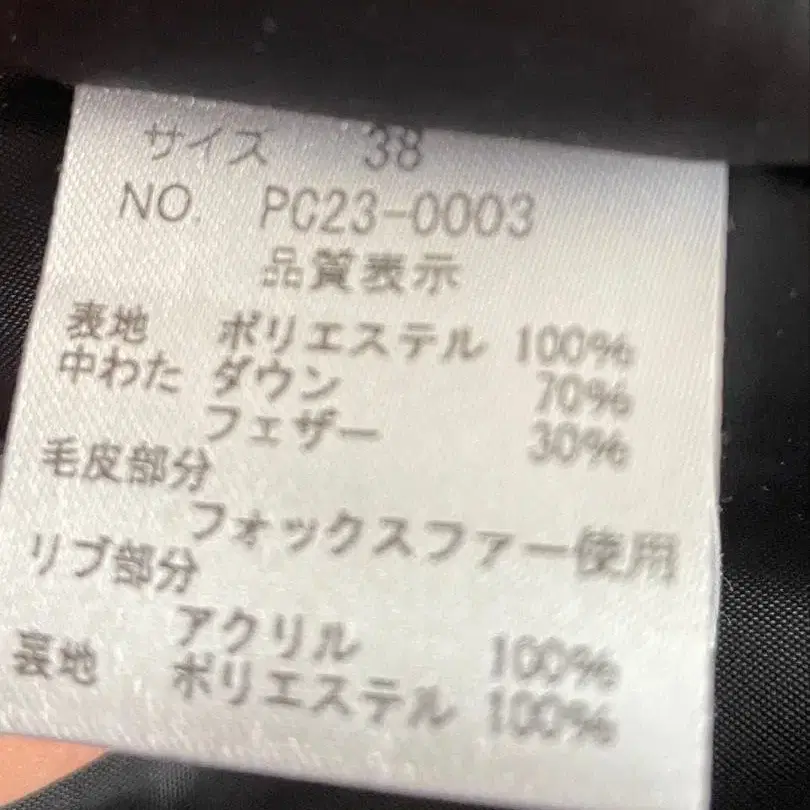 サイズ 38
NO. PC23-0003
品質表示
表地 ポリエステル 100%
中わた ダウン 70%
フェザー 30%
毛皮部分
フォックスファー使用
リブ部分
アクリル 100%
裏地 ポリエステル 100%